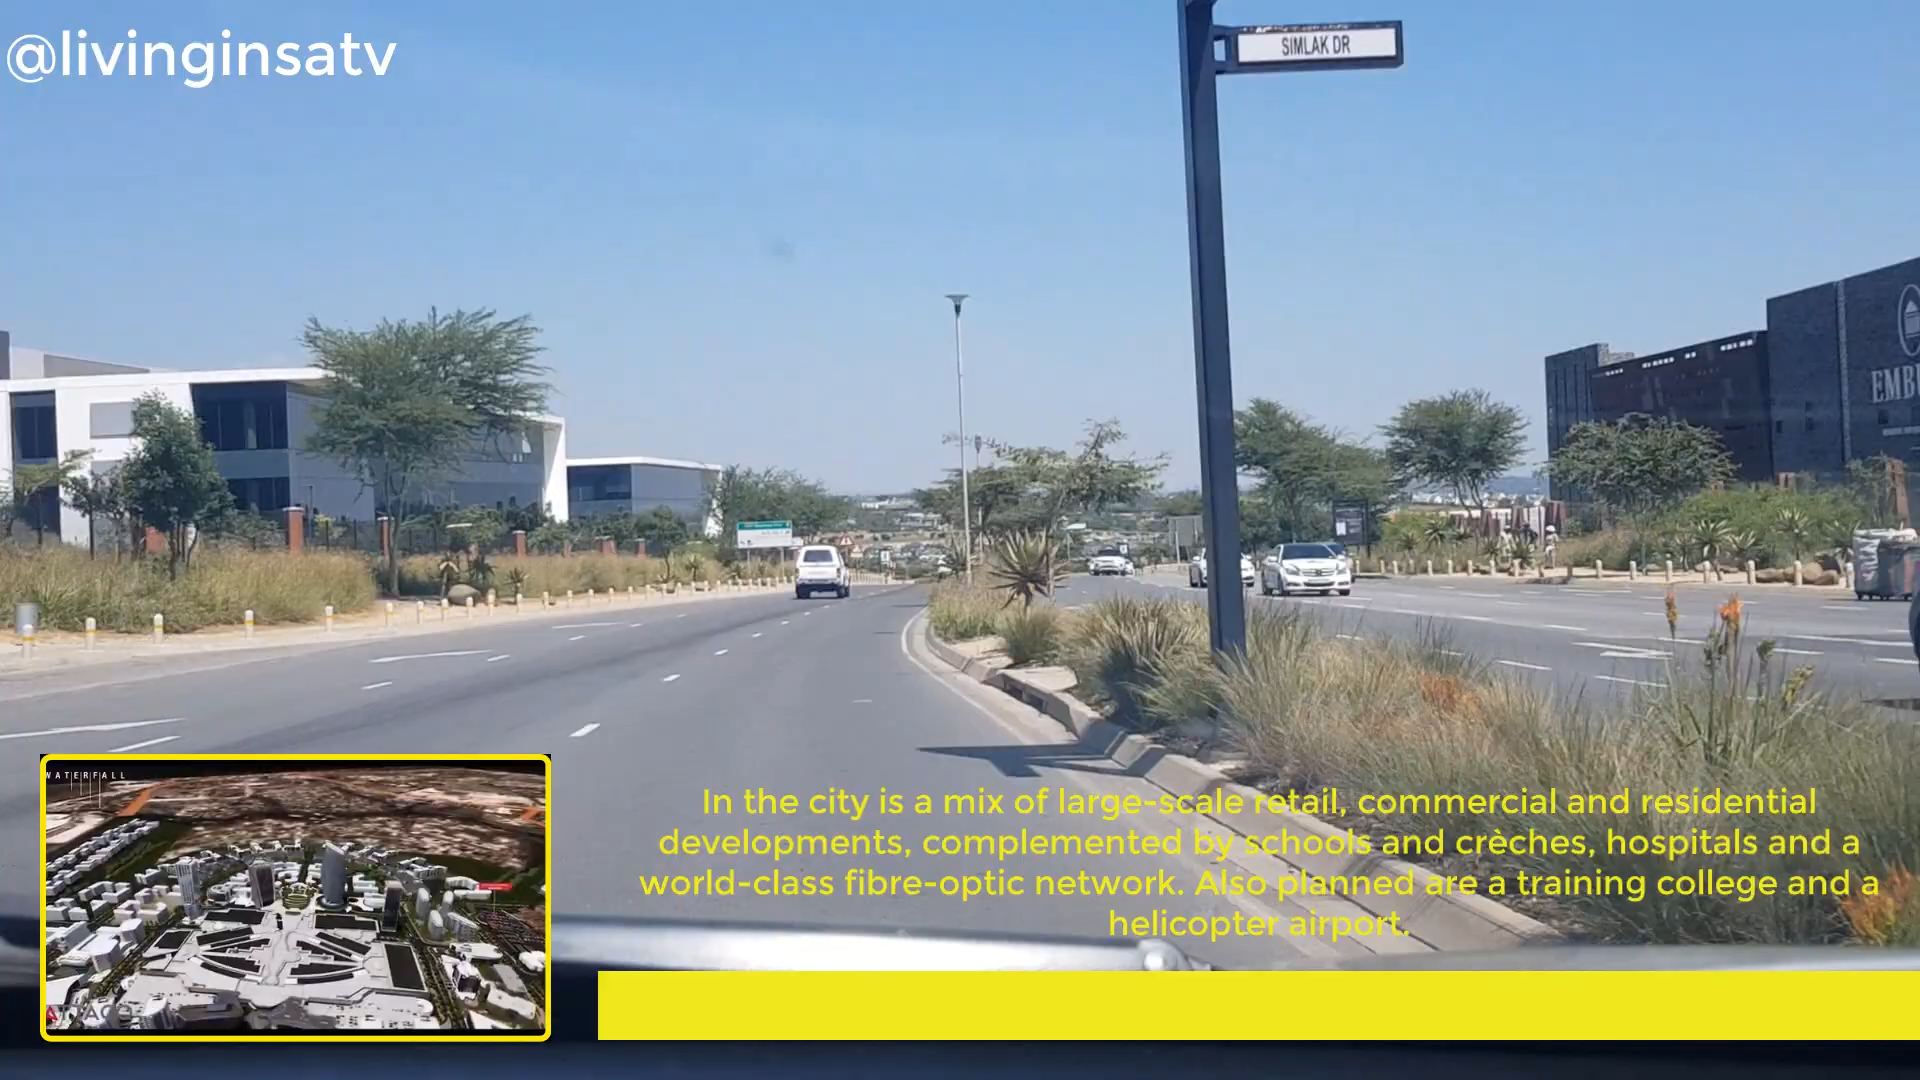 @livinginsatv
SIMLAK DR
WATERFALL
In the city is a mix of large-scale retail, commercial and residential
developments, complemented by schools and crèches, hospitals and a
world-class fibre-optic network. Also planned are a training college and a
helicopter airport.